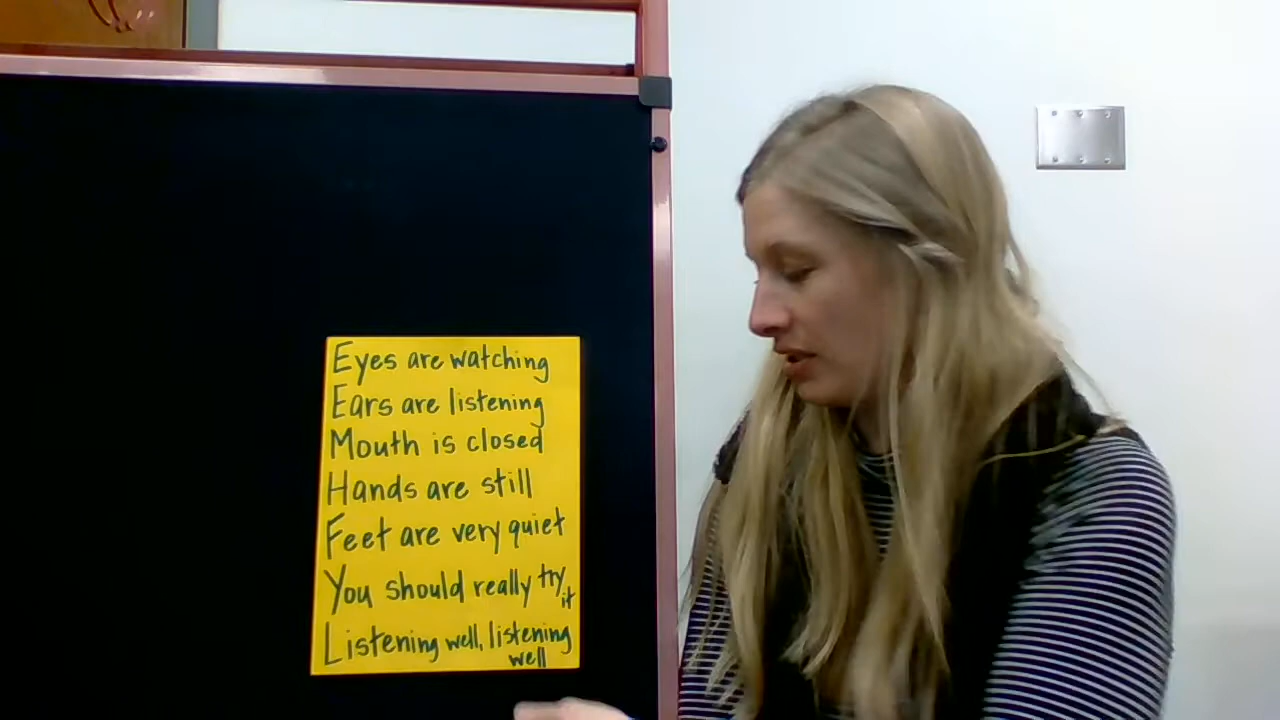 Eyes are watching
Ears are listening
Mouth is closed
Hands are still
Feet are very quiet
You should really try
it
Listening well, listening
well